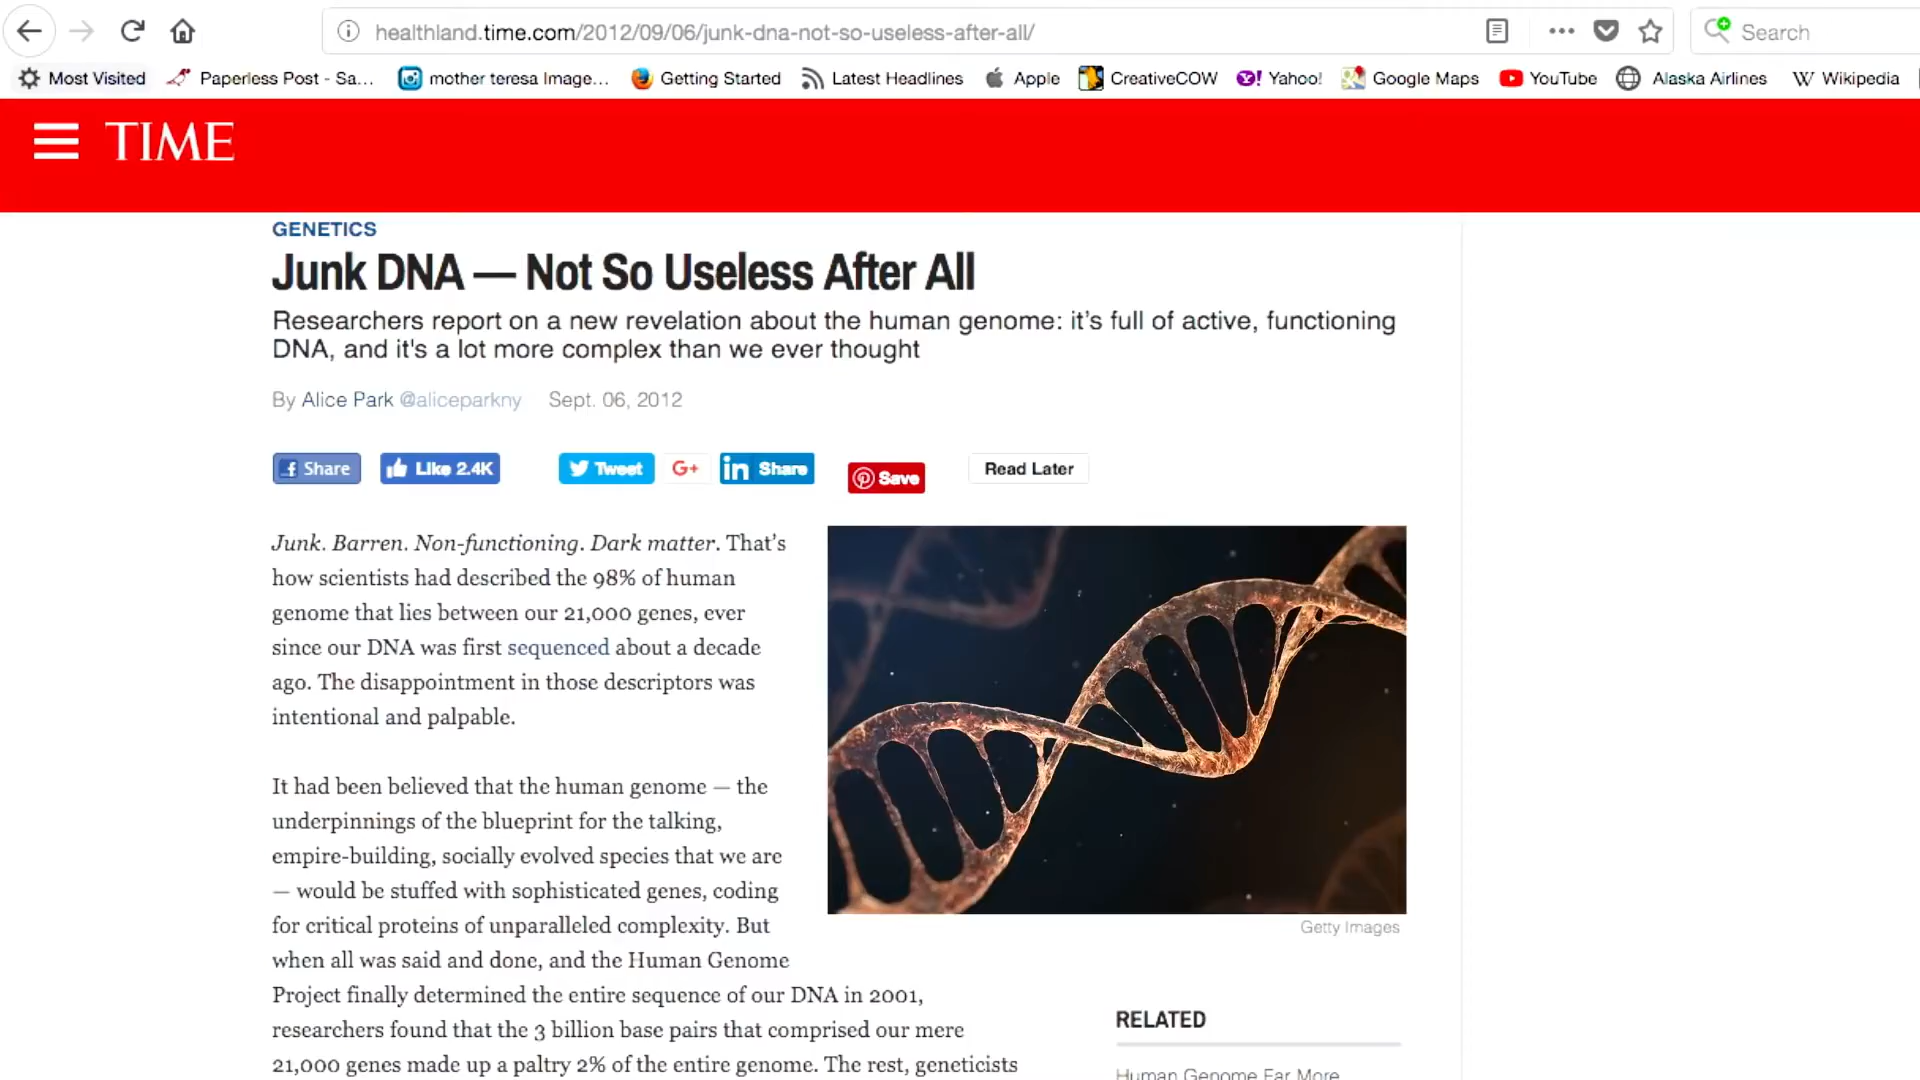 healthland.time.com/2012/09/06/junk-dna-not-so-useless-after-all/
Search
Most Visited
Paperless Post - Sa...
mother teresa Image...
Getting Started
Latest Headlines
Apple
CreativeCOW
Yahoo!
Google Maps
YouTube
Alaska Airlines
W Wikipedia
TIME
GENETICS
Junk DNA — Not So Useless After All
Researchers report on a new revelation about the human genome: it’s full of active, functioning
DNA, and it's a lot more complex than we ever thought
By Alice Park @aliceparkny Sept. 06, 2012
f Share
Like 2.4K
Tweet
G+
in Share
Save
Read Later
Junk. Barren. Non-functioning. Dark matter. That’s
how scientists had described the 98% of human
genome that lies between our 21,000 genes, ever
since our DNA was first sequenced about a decade
ago. The disappointment in those descriptors was
intentional and palpable.
It had been believed that the human genome — the
underpinnings of the blueprint for the talking,
empire-building, socially evolved species that we are
— would be stuffed with sophisticated genes, coding
for critical proteins of unparalleled complexity. But
when all was said and done, and the Human Genome
Project finally determined the entire sequence of our DNA in 2001,
researchers found that the 3 billion base pairs that comprised our mere
21,000 genes made up a paltry 2% of the entire genome. The rest, geneticists
Getty Images
RELATED
Human Genome Far More